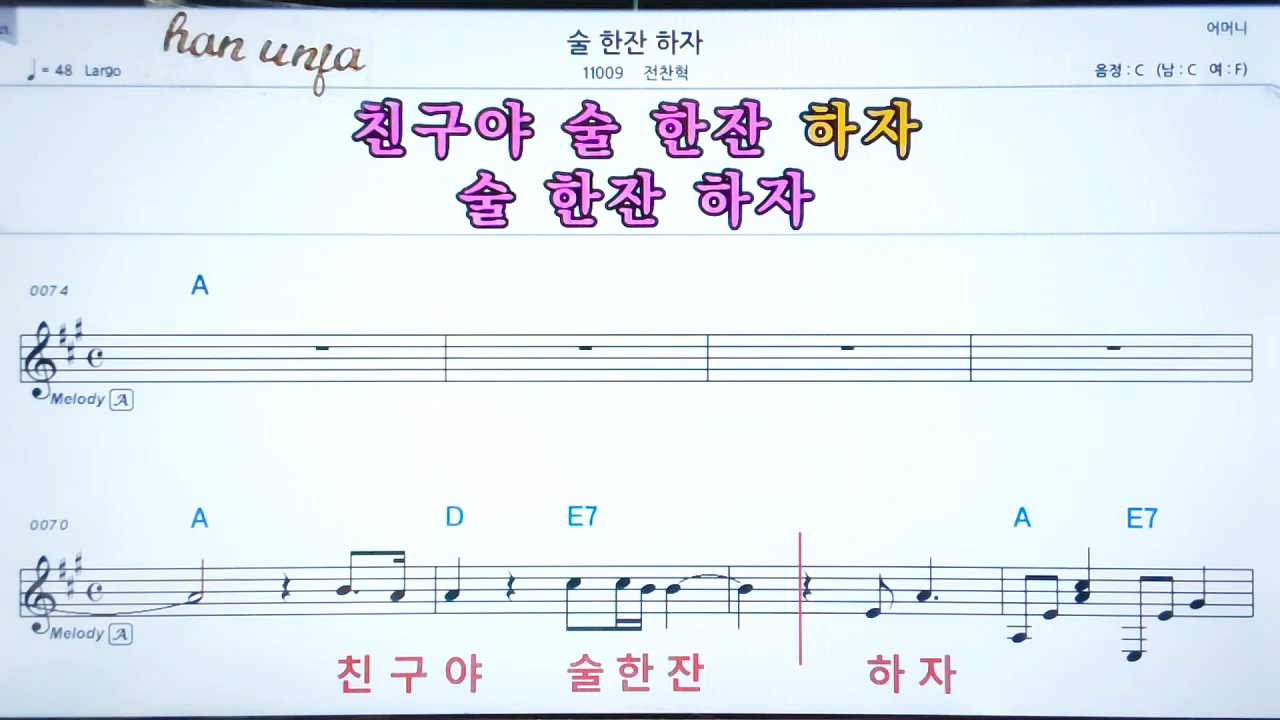 han unja
술 한잔 하자
어머니
♩= 48 Largo
11009 전찬혁
음정 : C (남 : C 여 : F)
친구야 술 한잔 하자
술 한잔 하자
0074
A
Melody A
0070
A D E7 A E7
Melody A
친 구 야 술 한 잔 하 자